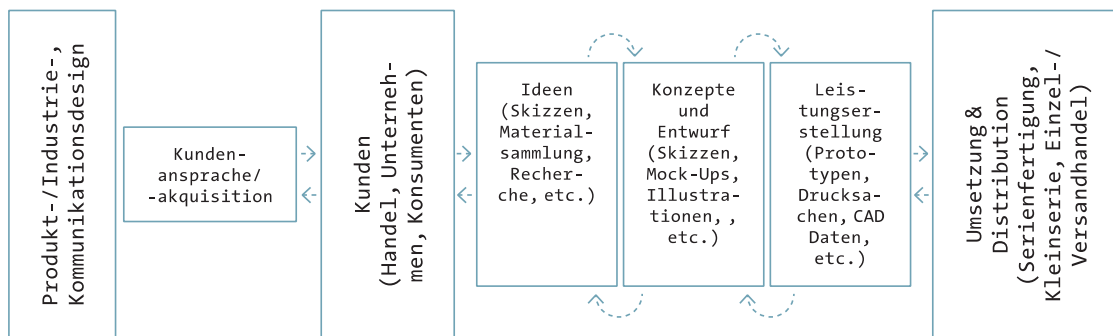 Produkt-/Industrie-,
Kommunikationsdesign
Kunden-
ansprache/
-akquisition
Kunden
(Handel, Unterneh-
men, Konsumenten)
Ideen
(Skizzen,
Material-
sammlung,
Recher-
che, etc.)
Konzepte
und
Entwurf
(Skizzen,
Mock-Ups,
Illustra-
tionen, ,
etc.)
Leis-
tungser-
stellung
(Proto-
typen,
Drucksa-
chen, CAD
Daten,
etc.)
Umsetzung &
Distribution
(Serienfertigung,
Kleinserie, Einzel-/
Versandhandel)